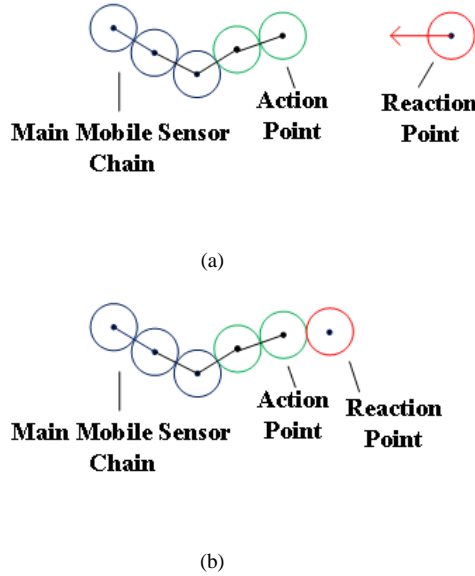 Action
Point
Reaction
Point
Main Mobile Sensor
Chain
(a)
Action
Point
Reaction
Point
Main Mobile Sensor
Chain
(b)